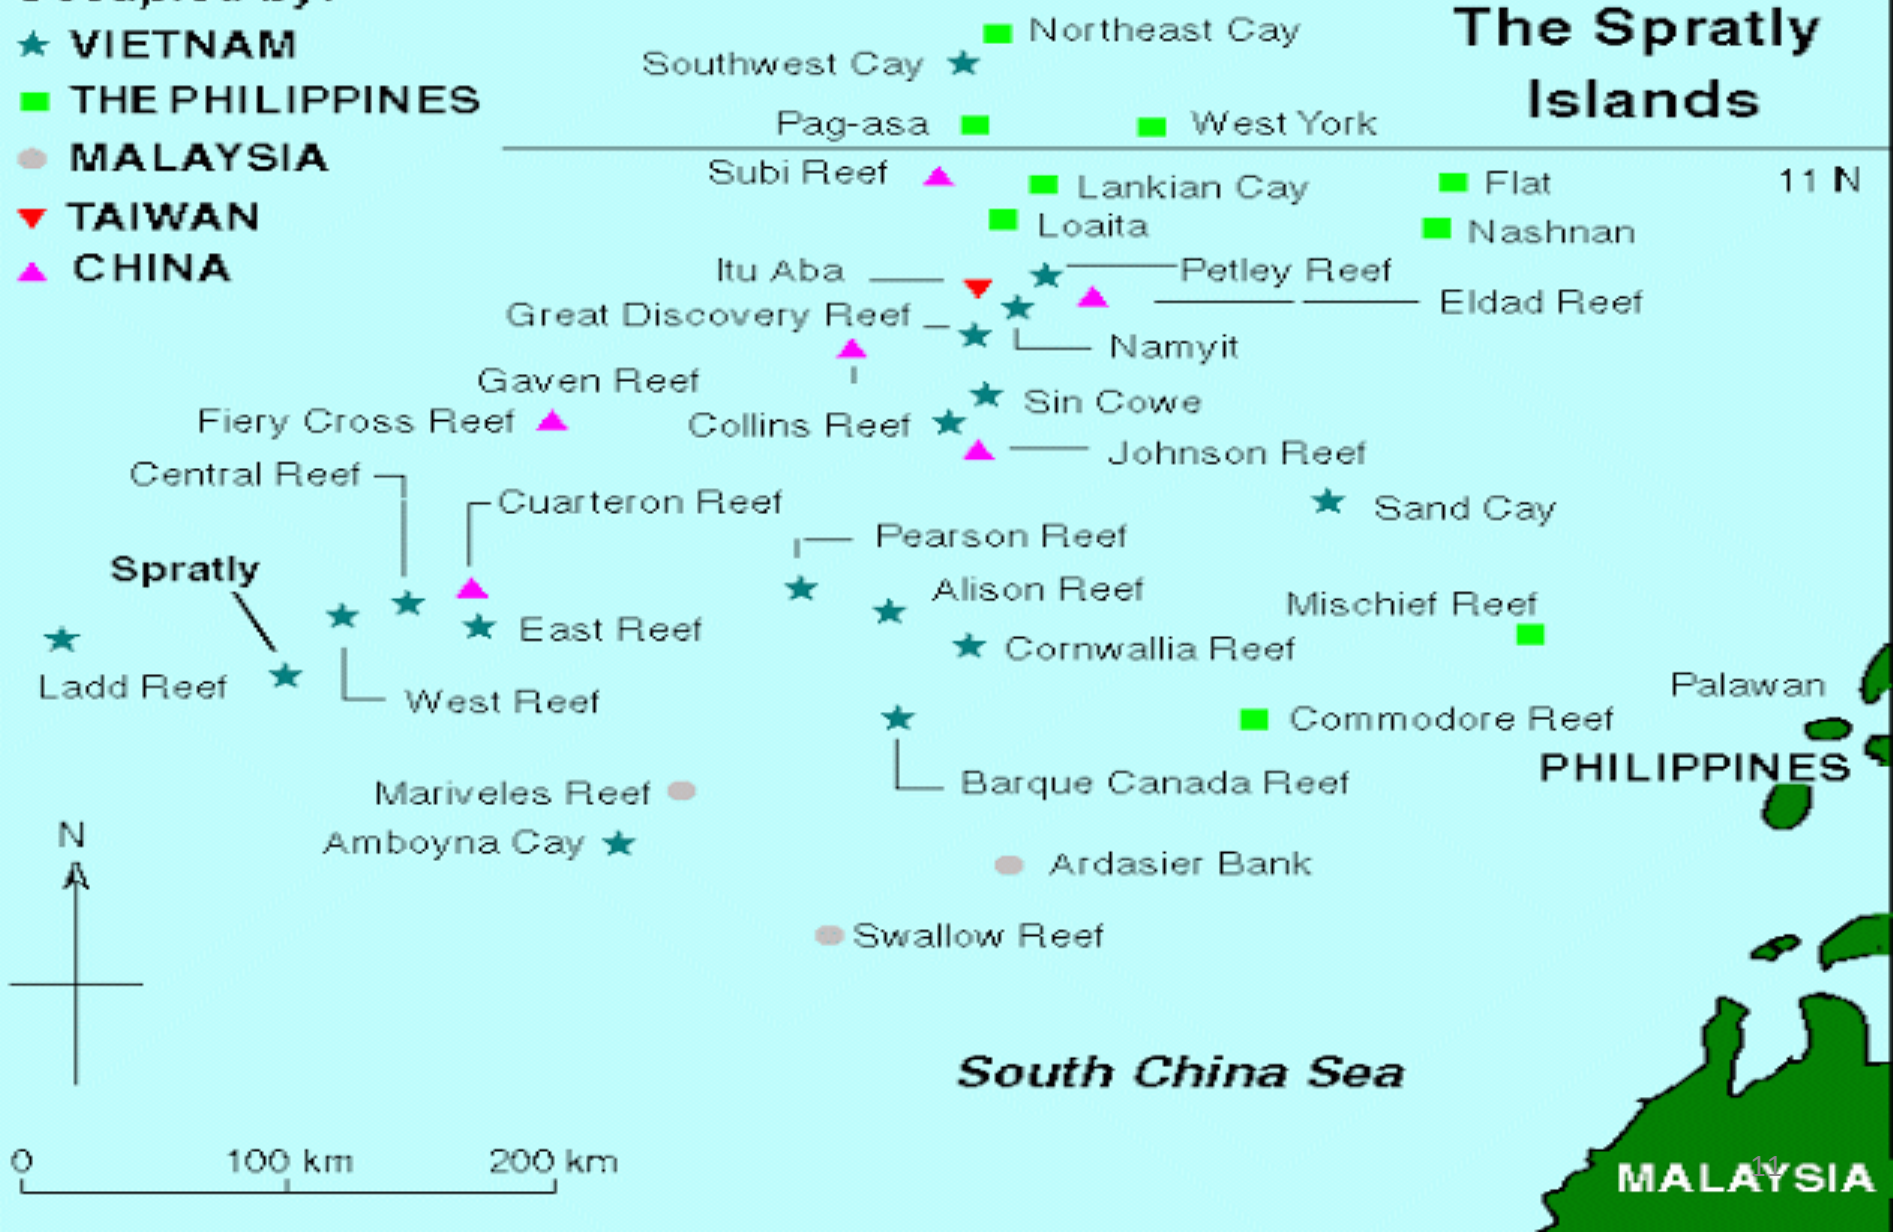 VIETNAM
THE PHILIPPINES
MALAYSIA
TAIWAN
CHINA
The Spratly
Islands
Northeast Cay
Southwest Cay
Pag-asa
West York
Subi Reef
Lankian Cay
Flat
11 N
Loaita
Nashnan
Itu Aba
Petley Reef
Great Discovery Reef
Eldad Reef
Namyit
Gaven Reef
Sin Cowe
Fiery Cross Reef
Collins Reef
Johnson Reef
Central Reef
Cuarteron Reef
Sand Cay
Pearson Reef
Spratly
Alison Reef
Mischief Reef
East Reef
Cornwallia Reef
Ladd Reef
West Reef
Palawan
Commodore Reef
PHILIPPINES
Mariveles Reef
Barque Canada Reef
Amboyna Cay
N
Ardasier Bank
Swallow Reef
South China Sea
0
100 km
200 km
11
MALAYSIA